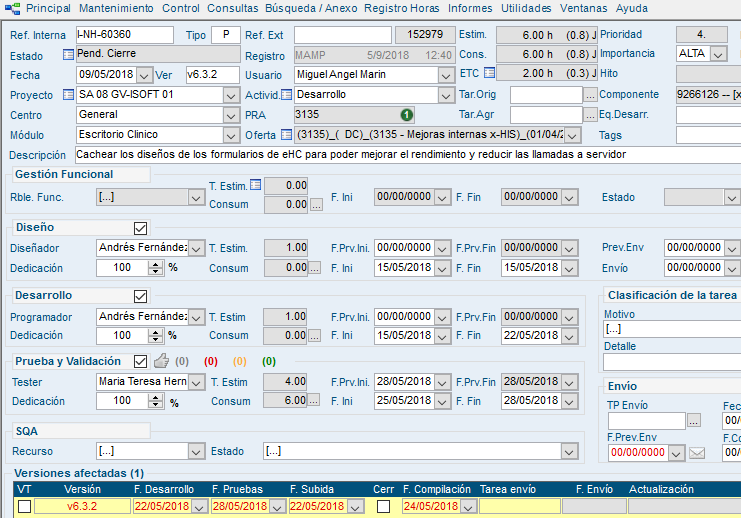 Principal Mantenimiento Control Consultas Búsqueda / Anexo Registro Horas Informes Utilidades Ventanas Ayuda
Ref. Interna I-NH-60360 Tipo P Ref. Ext 152979 Estim. 6.00 h (0.8) J Prioridad 4.
Estado Pend. Cierre Registro MAMP 5/9/2018 12:40 Cons. 6.00 h (0.8) J Importancia ALTA
Fecha 09/05/2018 Ver v6.3.2 Usuario Miguel Angel Marin ETC 2.00 h (0.3) J Hito
Proyecto SA 08 GV-ISOFT 01 Activid. Desarrollo Tar.Orig ... Componente 9266126 -- [x
Centro General PRA 3135 1 Tar.Agr ... Eq.Desarr.
Módulo Escritorio Clinico Oferta (3135)_( DC)_(3135 - Mejoras internas x-HIS)_(01/04/2 Tags
Descripción Cachear los diseños de los formularios de eHC para poder mejorar el rendimiento y reducir las llamadas a servidor
Gestión Funcional
Rble. Func. [...] T. Estim. 0.00
Consum 0.00 ... F. Ini 00/00/0000 F. Fin 00/00/0000 Estado
Diseño
Diseñador Andrés Fernández T. Estim. 1.00 F.Prv.Ini. 00/00/0000 F.Prv.Fin 00/00/0000 Prev.Env 00/00/0000
Dedicación 100 % Consum 0.00 ... F. Ini 15/05/2018 F. Fin 15/05/2018 Envío 00/00/0000
Desarrollo
Programador Andrés Fernández T. Estim 1.00 F.Prv.Ini. 00/00/0000 F.Prv.Fin 00/00/0000
Dedicación 100 % Consum 0.00 ... F. Ini 15/05/2018 F. Fin 22/05/2018
Clasificación de la tarea
Motivo
[...]
Detalle
Prueba y Validación (0) (0) (0) (0)
Tester Maria Teresa Hern T. Estim 4.00 F.Prv.Ini. 28/05/2018 F.Prv.Fin 28/05/2018
Dedicación 100 % Consum 6.00 ... F. Ini 25/05/2018 F. Fin 28/05/2018
Envío
TP Envío Fec
... 00/
F.Prev.Env F.Co
00/00/0000 00/
SQA
Recurso [...] Estado [...]
Versiones afectadas (1)
VT Versión F. Desarrollo F. Pruebas F. Subida Cerr F. Compilación Tarea envío F. Envío Actualización
v6.3.2 22/05/2018 28/05/2018 22/05/2018 24/05/2018